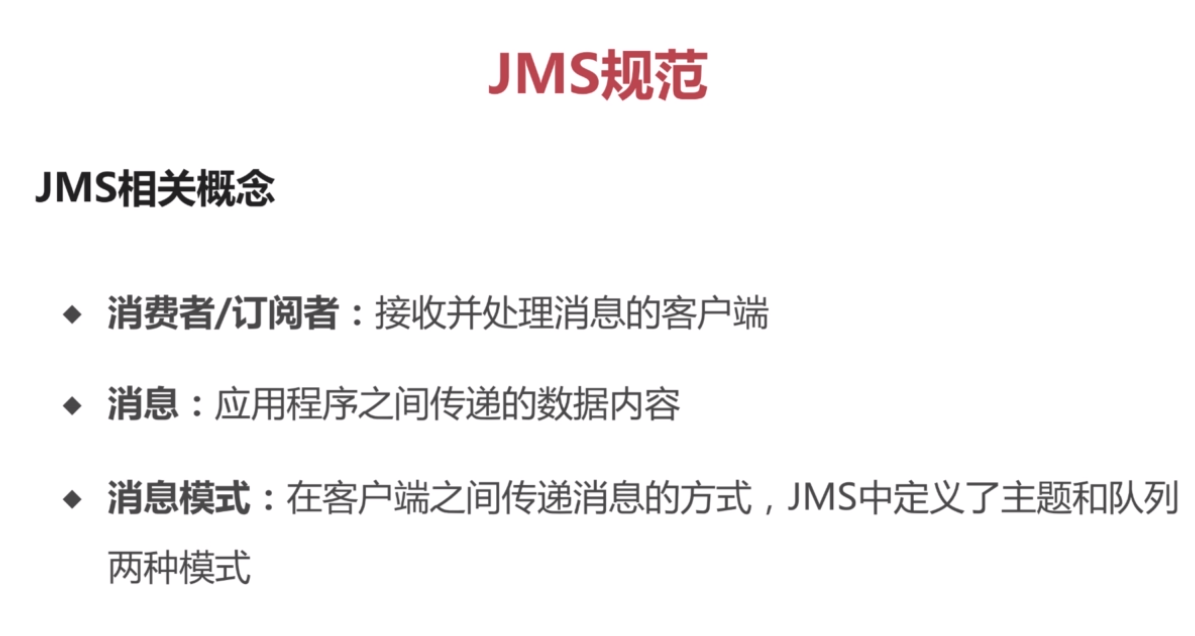 JMS规范
JMS相关概念
◆ 消费者/订阅者：接收并处理消息的客户端
◆ 消息：应用程序之间传递的数据内容
◆ 消息模式：在客户端之间传递消息的方式，JMS中定义了主题和队列
两种模式